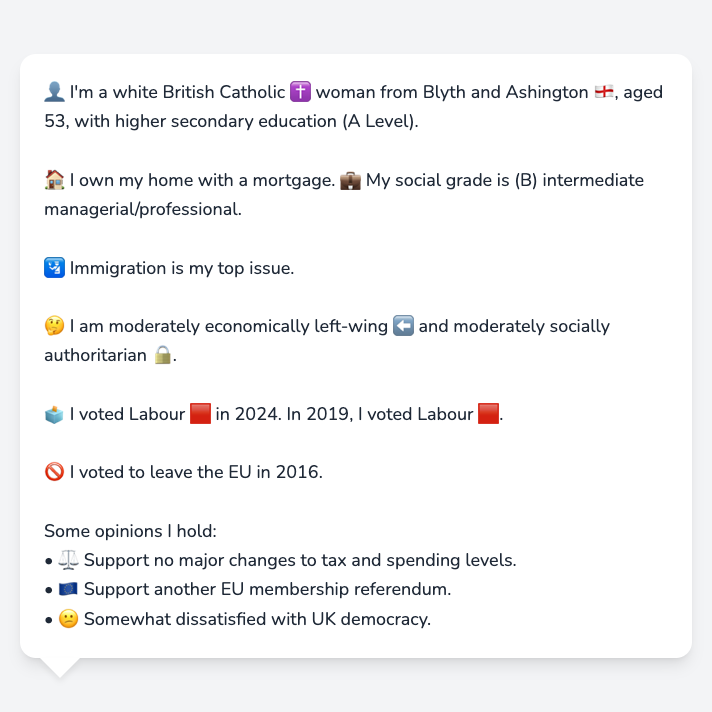 👤 I'm a white British Catholic ✝️ woman from Blyth and Ashington 🏴󠁧󠁢󠁥󠁮󠁧󠁿, aged
53, with higher secondary education (A Level).
🏠 I own my home with a mortgage. 💼 My social grade is (B) intermediate
managerial/professional.
🛂 Immigration is my top issue.
🤔 I am moderately economically left-wing ⬅️ and moderately socially
authoritarian 🔒.
🗳️ I voted Labour 🟥 in 2024. In 2019, I voted Labour 🟥.
🚫 I voted to leave the EU in 2016.
Some opinions I hold:
• ⚖️ Support no major changes to tax and spending levels.
• 🇪🇺 Support another EU membership referendum.
• 😕 Somewhat dissatisfied with UK democracy.